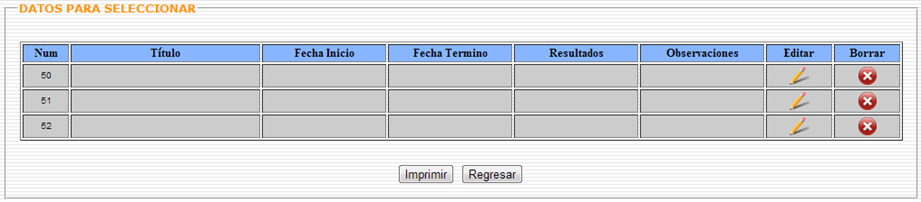 DATOS PARA SELECCIONAR
Num Título Fecha Inicio Fecha Termino Resultados Observaciones Editar Borrar
50
51
52
Imprimir Regresar